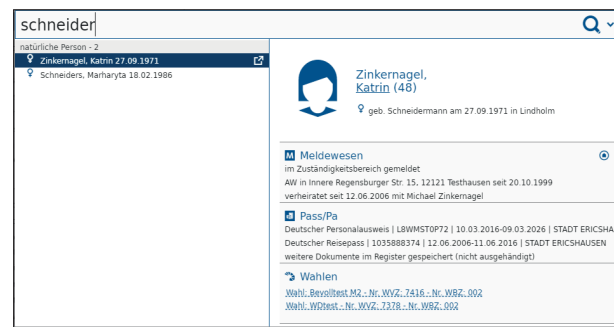 schneider
natürliche Person - 2
Zinkernagel, Katrin 27.09.1971
Schneiders, Marharyta 18.02.1986
Zinkernagel,
Katrin (48)
geb. Schneidermann am 27.09.1971 in Lindholm
M Meldewesen
im Zuständigkeitsbereich gemeldet
AW in Innere Regensburger Str. 15, 12121 Testhausen seit 20.10.1999
verheiratet seit 12.06.2006 mit Michael Zinkernagel
Pass/Pa
Deutscher Personalausweis | L8WMST0P72 | 10.03.2016-09.03.2026 | STADT ERICSHA
Deutscher Reisepass | 1035888374 | 12.06.2006-11.06.2016 | STADT ERICSHAUSEN
weitere Dokumente im Register gespeichert (nicht ausgehändigt)
Wahlen
Wahl: Bevolltest M2 - Nr. WVZ: 7416 - Nr. WBZ: 002
Wahl: WDtest - Nr. WVZ: 7378 - Nr. WBZ: 002